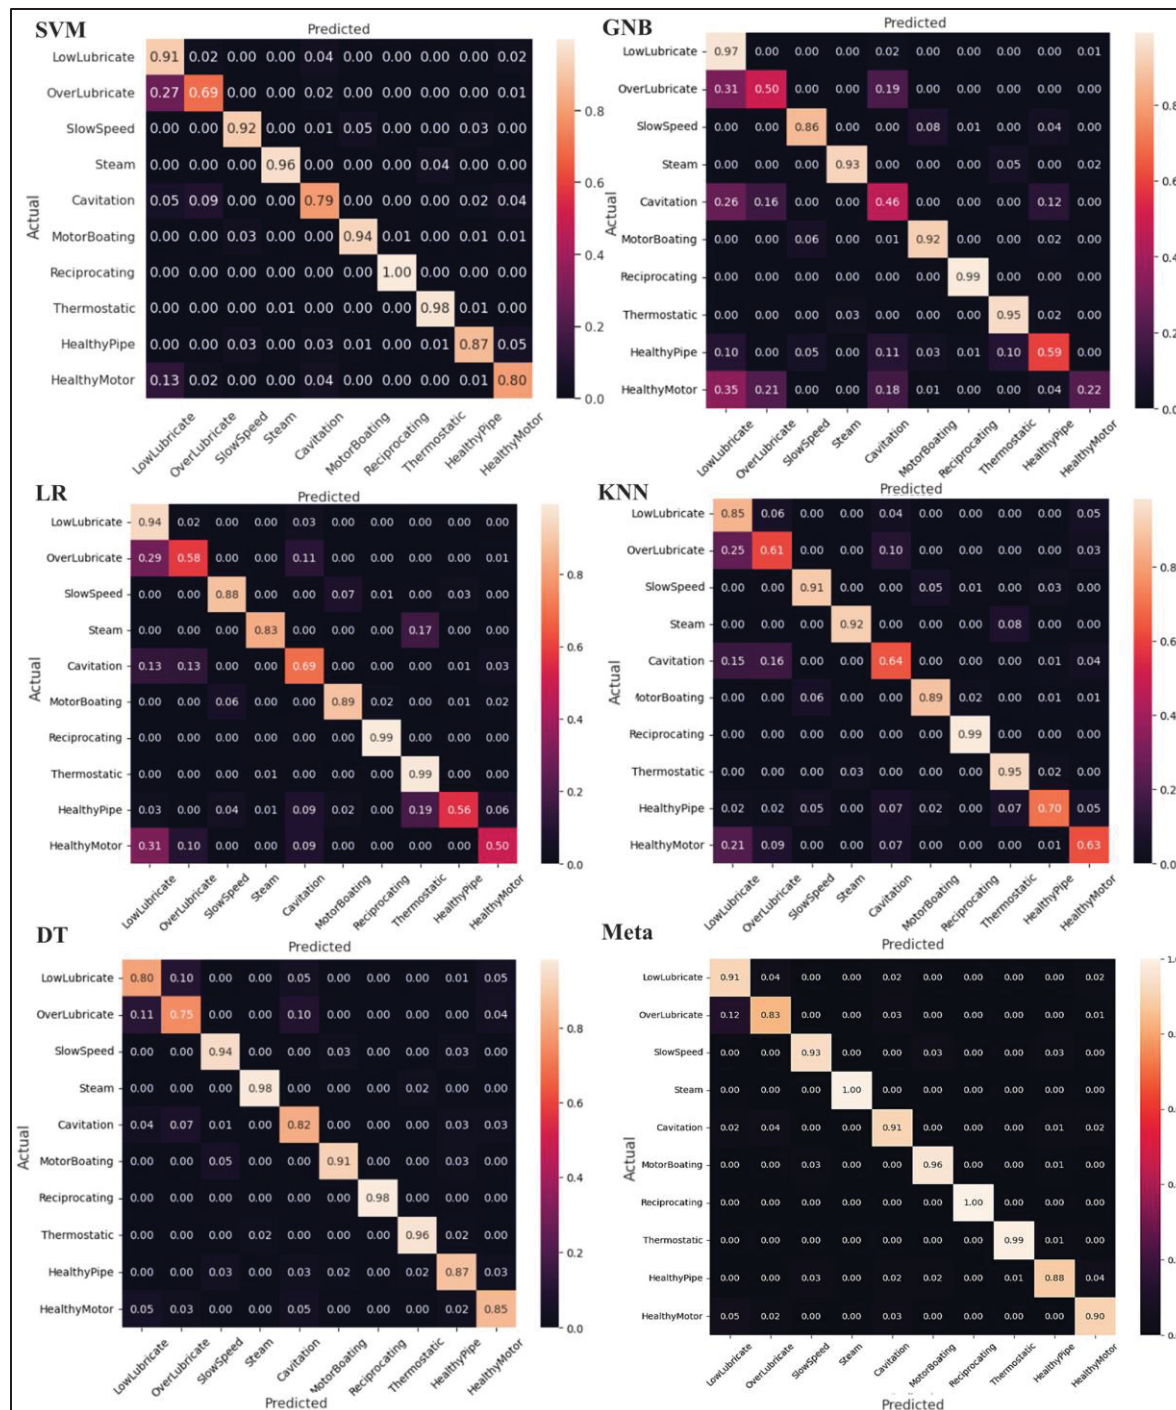 SVM
Predicted
LowLubricate 0.91 0.02 0.00 0.00 0.04 0.00 0.00 0.00 0.00 0.02
OverLubricate 0.27 0.69 0.00 0.00 0.02 0.00 0.00 0.00 0.00 0.01
SlowSpeed 0.00 0.00 0.92 0.00 0.01 0.05 0.00 0.00 0.03 0.00
Steam 0.00 0.00 0.00 0.96 0.00 0.00 0.00 0.04 0.00 0.00
Cavitation 0.05 0.09 0.00 0.00 0.79 0.00 0.00 0.00 0.02 0.04
MotorBoating 0.00 0.00 0.03 0.00 0.00 0.94 0.01 0.00 0.01 0.01
Reciprocating 0.00 0.00 0.00 0.00 0.00 0.00 1.00 0.00 0.00 0.00
Thermostatic 0.00 0.00 0.00 0.01 0.00 0.00 0.00 0.98 0.01 0.00
HealthyPipe 0.00 0.00 0.03 0.00 0.03 0.01 0.00 0.01 0.87 0.05
HealthyMotor 0.13 0.02 0.00 0.00 0.04 0.00 0.00 0.00 0.01 0.80
Actual
LowLubricate OverLubricate SlowSpeed Steam Cavitation MotorBoating Reciprocating Thermostatic HealthyPipe HealthyMotor
0.8
0.6
0.4
0.2
0.0
GNB
Predicted
LowLubricate 0.97 0.00 0.00 0.00 0.02 0.00 0.00 0.00 0.00 0.01
OverLubricate 0.31 0.50 0.00 0.00 0.19 0.00 0.00 0.00 0.00 0.00
SlowSpeed 0.00 0.00 0.86 0.00 0.00 0.08 0.01 0.00 0.04 0.00
Steam 0.00 0.00 0.00 0.93 0.00 0.00 0.00 0.05 0.00 0.02
Cavitation 0.26 0.16 0.00 0.00 0.46 0.00 0.00 0.00 0.12 0.00
MotorBoating 0.00 0.00 0.06 0.00 0.01 0.92 0.00 0.00 0.02 0.00
Reciprocating 0.00 0.00 0.00 0.00 0.00 0.00 0.99 0.00 0.00 0.00
Thermostatic 0.00 0.00 0.00 0.03 0.00 0.00 0.00 0.95 0.02 0.00
HealthyPipe 0.10 0.00 0.05 0.00 0.11 0.03 0.01 0.10 0.59 0.00
HealthyMotor 0.35 0.21 0.00 0.00 0.18 0.01 0.00 0.00 0.04 0.22
Actual
LowLubricate OverLubricate SlowSpeed Steam Cavitation MotorBoating Reciprocating Thermostatic HealthyPipe HealthyMotor
0.8
0.6
0.4
0.2
0.0
LR
Predicted
LowLubricate 0.94 0.02 0.00 0.00 0.03 0.00 0.00 0.00 0.00 0.00
OverLubricate 0.29 0.58 0.00 0.00 0.11 0.00 0.00 0.00 0.00 0.01
SlowSpeed 0.00 0.00 0.88 0.00 0.00 0.07 0.01 0.00 0.03 0.00
Steam 0.00 0.00 0.00 0.83 0.00 0.00 0.00 0.17 0.00 0.00
Cavitation 0.13 0.13 0.00 0.00 0.69 0.00 0.00 0.00 0.01 0.03
MotorBoating 0.00 0.00 0.06 0.00 0.00 0.89 0.02 0.00 0.01 0.02
Reciprocating 0.00 0.00 0.00 0.00 0.00 0.00 0.99 0.00 0.00 0.00
Thermostatic 0.00 0.00 0.00 0.01 0.00 0.00 0.00 0.99 0.00 0.00
HealthyPipe 0.03 0.00 0.04 0.01 0.09 0.02 0.00 0.19 0.56 0.06
HealthyMotor 0.31 0.10 0.00 0.00 0.09 0.00 0.00 0.00 0.00 0.50
Actual
LowLubricate OverLubricate SlowSpeed Steam Cavitation MotorBoating Reciprocating Thermostatic HealthyPipe HealthyMotor
0.8
0.6
0.4
0.2
0.0
KNN
Predicted
LowLubricate 0.85 0.06 0.00 0.00 0.04 0.00 0.00 0.00 0.00 0.05
OverLubricate 0.25 0.61 0.00 0.00 0.10 0.00 0.00 0.00 0.00 0.03
SlowSpeed 0.00 0.00 0.91 0.00 0.00 0.05 0.01 0.00 0.03 0.00
Steam 0.00 0.00 0.00 0.92 0.00 0.00 0.00 0.08 0.00 0.00
Cavitation 0.15 0.16 0.00 0.00 0.64 0.00 0.00 0.00 0.01 0.04
MotorBoating 0.00 0.00 0.06 0.00 0.00 0.89 0.02 0.00 0.01 0.01
Reciprocating 0.00 0.00 0.00 0.00 0.00 0.00 0.99 0.00 0.00 0.00
Thermostatic 0.00 0.00 0.00 0.03 0.00 0.00 0.00 0.95 0.02 0.00
HealthyPipe 0.02 0.02 0.05 0.00 0.07 0.02 0.00 0.07 0.70 0.05
HealthyMotor 0.21 0.09 0.00 0.00 0.07 0.00 0.00 0.00 0.01 0.63
Actual
LowLubricate OverLubricate SlowSpeed Steam Cavitation MotorBoating Reciprocating Thermostatic HealthyPipe HealthyMotor
0.8
0.6
0.4
0.2
0.0
DT
Predicted
LowLubricate 0.80 0.10 0.00 0.00 0.05 0.00 0.00 0.00 0.01 0.05
OverLubricate 0.11 0.75 0.00 0.00 0.10 0.00 0.00 0.00 0.00 0.04
SlowSpeed 0.00 0.00 0.94 0.00 0.00 0.03 0.00 0.00 0.03 0.00
Steam 0.00 0.00 0.00 0.98 0.00 0.00 0.00 0.02 0.00 0.00
Cavitation 0.04 0.07 0.01 0.00 0.82 0.00 0.00 0.00 0.03 0.03
MotorBoating 0.00 0.00 0.05 0.00 0.00 0.91 0.00 0.00 0.03 0.00
Reciprocating 0.00 0.00 0.00 0.00 0.00 0.00 0.98 0.00 0.00 0.00
Thermostatic 0.00 0.00 0.00 0.02 0.00 0.00 0.00 0.96 0.02 0.00
HealthyPipe 0.00 0.00 0.03 0.00 0.03 0.02 0.00 0.02 0.87 0.03
HealthyMotor 0.05 0.03 0.00 0.00 0.05 0.00 0.00 0.00 0.02 0.85
Actual
LowLubricate OverLubricate SlowSpeed Steam Cavitation MotorBoating Reciprocating Thermostatic HealthyPipe HealthyMotor
Predicted
0.8
0.6
0.4
0.2
0.0
Meta
Predicted
LowLubricate 0.91 0.04 0.00 0.00 0.02 0.00 0.00 0.00 0.00 0.02
OverLubricate 0.12 0.83 0.00 0.00 0.03 0.00 0.00 0.00 0.00 0.01
SlowSpeed 0.00 0.00 0.93 0.00 0.00 0.03 0.00 0.00 0.03 0.00
Steam 0.00 0.00 0.00 1.00 0.00 0.00 0.00 0.00 0.00 0.00
Cavitation 0.02 0.04 0.00 0.00 0.91 0.00 0.00 0.00 0.01 0.02
MotorBoating 0.00 0.00 0.03 0.00 0.00 0.96 0.00 0.00 0.01 0.00
Reciprocating 0.00 0.00 0.00 0.00 0.00 0.00 1.00 0.00 0.00 0.00
Thermostatic 0.00 0.00 0.00 0.00 0.00 0.00 0.00 0.99 0.01 0.00
HealthyPipe 0.00 0.00 0.03 0.00 0.02 0.02 0.00 0.01 0.88 0.04
HealthyMotor 0.05 0.02 0.00 0.00 0.03 0.00 0.00 0.00 0.00 0.90
Actual
LowLubricate OverLubricate SlowSpeed Steam Cavitation MotorBoating Reciprocating Thermostatic HealthyPipe HealthyMotor
Predicted